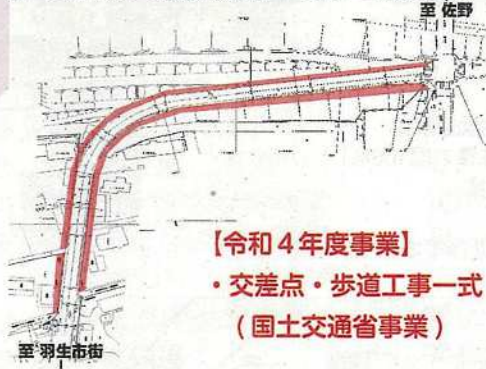 至 佐野
【令和４年度事業】
・交差点・歩道工事一式
(国土交通省事業)
至 羽生市街